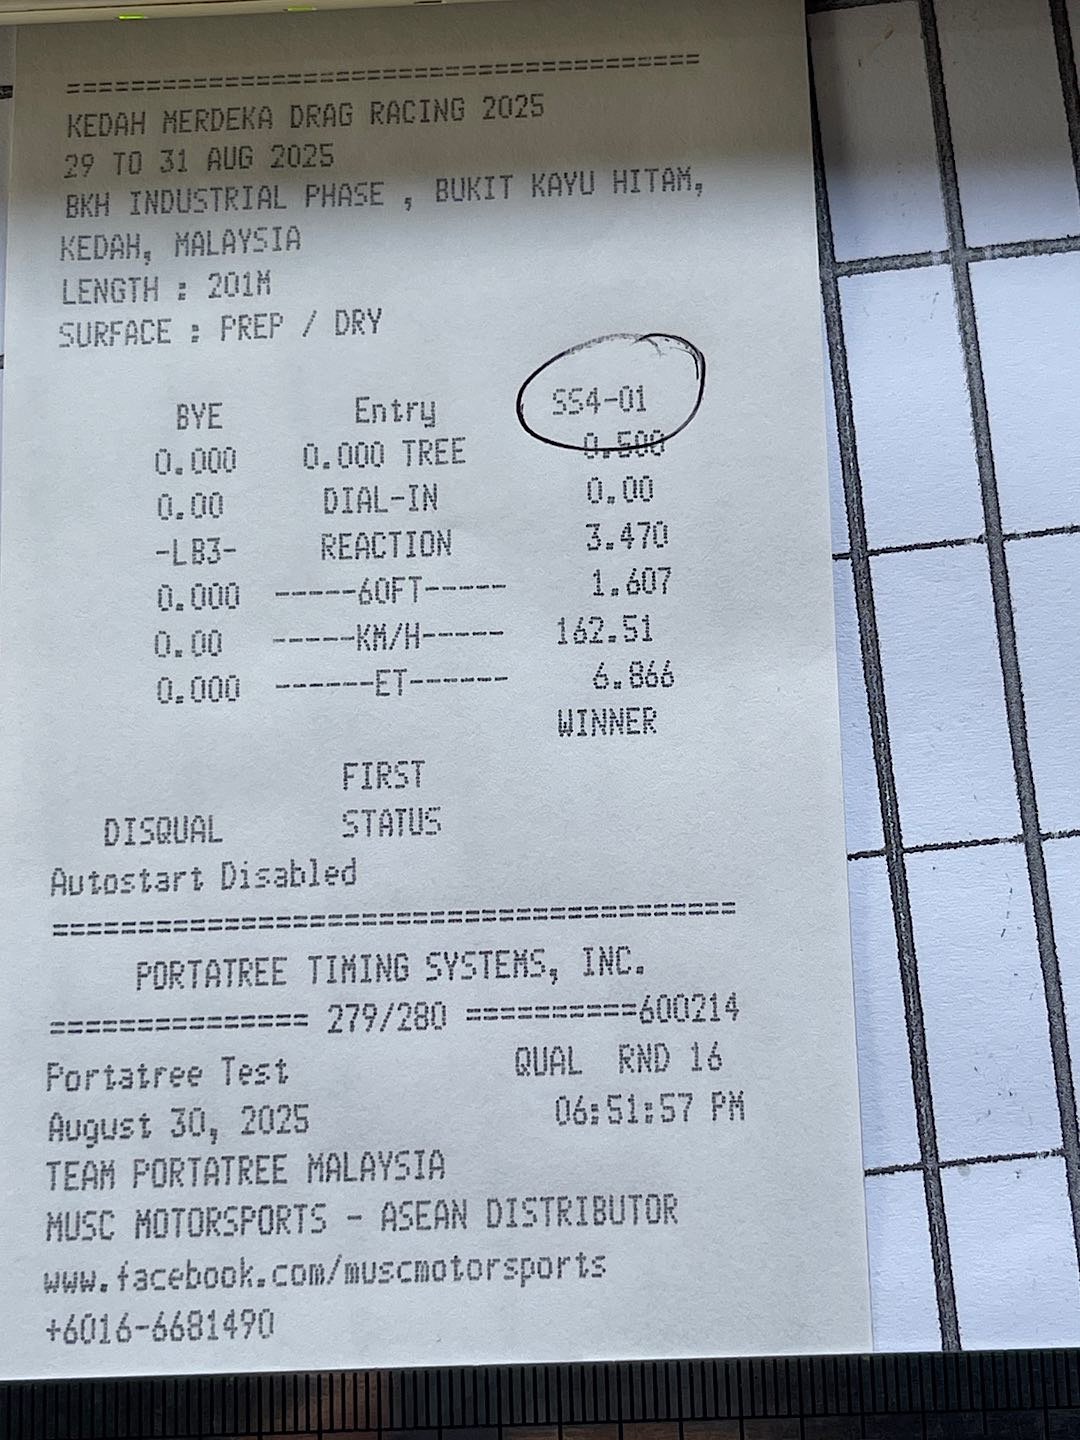 =======================================
KEDAH MERDEKA DRAG RACING 2025
29 TO 31 AUG 2025
BKH INDUSTRIAL PHASE , BUKIT KAYU HITAM,
KEDAH, MALAYSIA
LENGTH : 201M
SURFACE : PREP / DRY
BYE Entry SS4-01
0.000 0.000 TREE 0.500
0.00 DIAL-IN 0.00
-LB3- REACTION 3.470
0.000 -----60FT----- 1.607
0.00 -----KM/H----- 162.51
0.000 ------ET------ 6.866
WINNER
FIRST
DISQUAL STATUS
Autostart Disabled
========================================
PORTATREE TIMING SYSTEMS, INC.
=============== 279/280 ==========600214
Portatree Test QUAL RND 16
August 30, 2025 06:51:57 PM
TEAM PORTATREE MALAYSIA
MUSC MOTORSPORTS - ASEAN DISTRIBUTOR
www.facebook.com/muscmotorsports
+6016-6681490